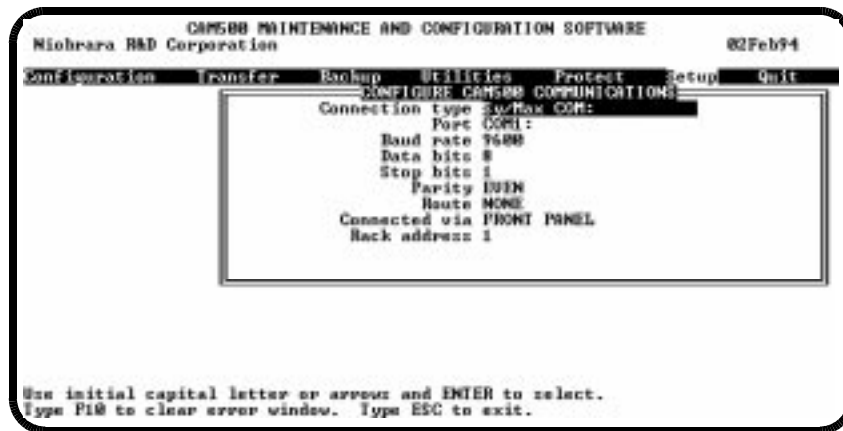 CAM500 MAINTENANCE AND CONFIGURATION SOFTWARE
Niobrara R&D Corporation 02Feb94
Configuration Transfer Backup Utilities Protect Setup Quit
CONFIGURE CAM500 COMMUNICATIONS
Connection type sy/Max COM:
Port COM1:
Baud rate 9600
Data bits 8
Stop bits 1
Parity EVEN
Route NONE
Connected via FRONT PANEL
Rack address 1
Use initial capital letter or arrows and ENTER to select.
Type F10 to clear error window. Type ESC to exit.